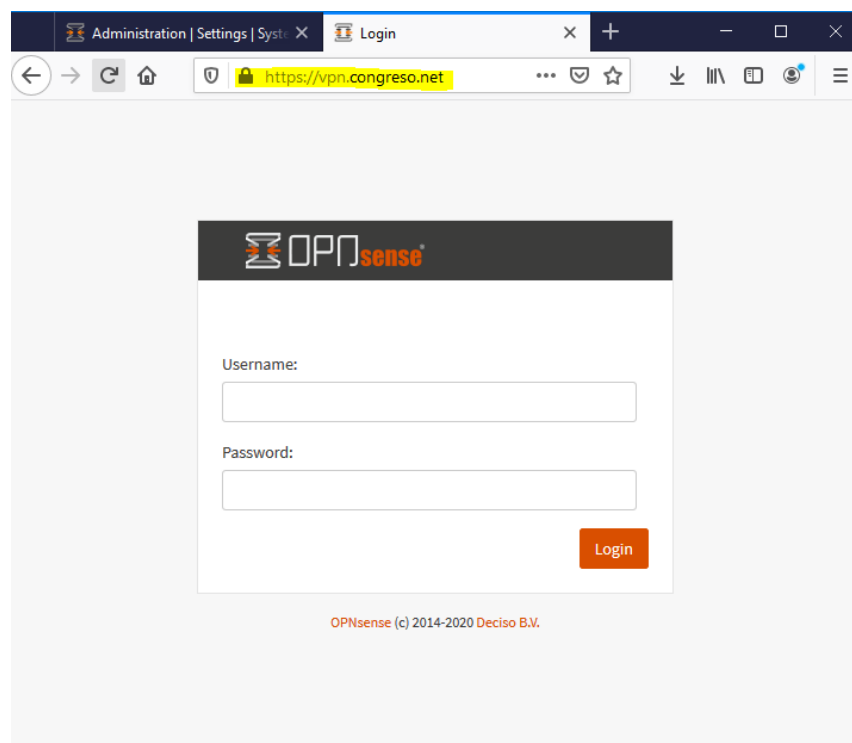 Administration | Settings | Syste
Login
https://vpn.congreso.net
OPNsense
Username:
Password:
Login
OPNsense (c) 2014-2020 Deciso B.V.